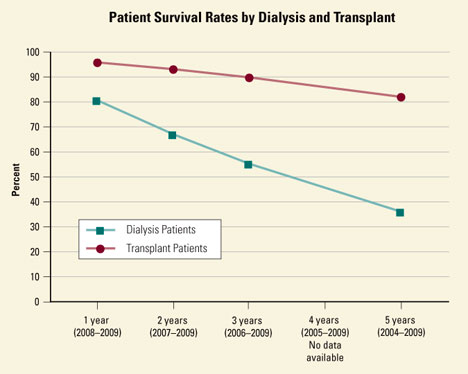 Patient Survival Rates by Dialysis and Transplant
100
90
80
70
60
50
40
30
20
10
0
Percent
Dialysis Patients
Transplant Patients
1 year
(2008–2009)
2 years
(2007–2009)
3 years
(2006–2009)
4 years
(2005–2009)
No data
available
5 years
(2004–2009)